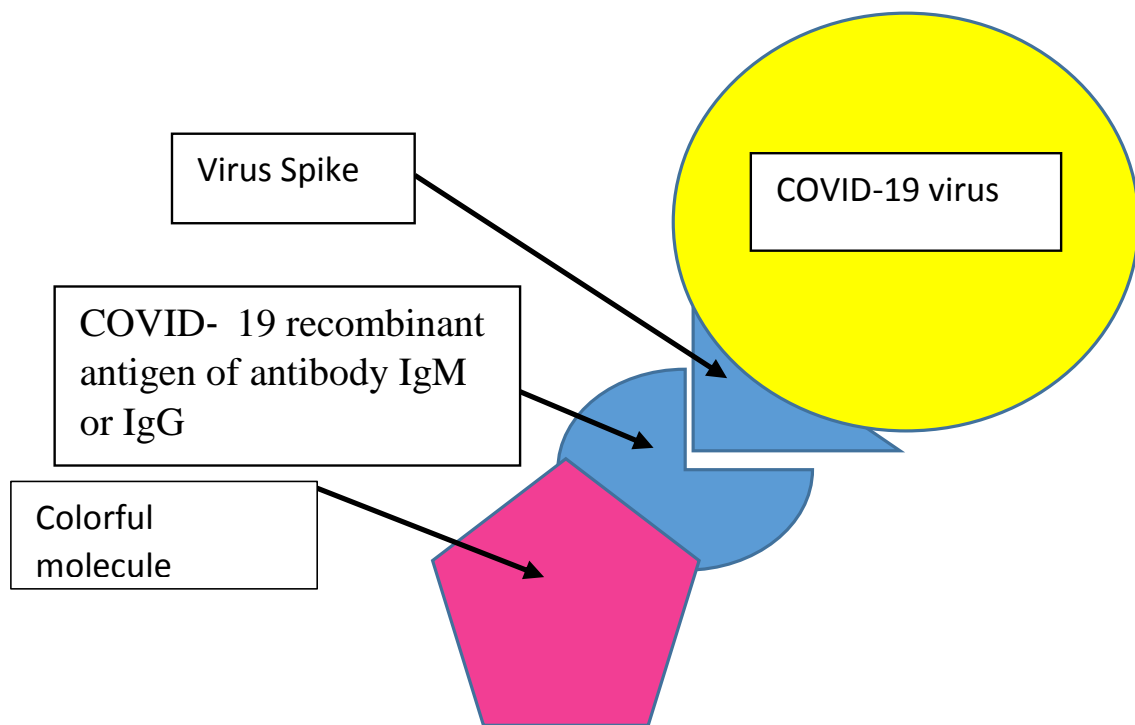 Virus Spike
COVID-19 virus
COVID- 19 recombinant
antigen of antibody IgM
or IgG
Colorful
molecule